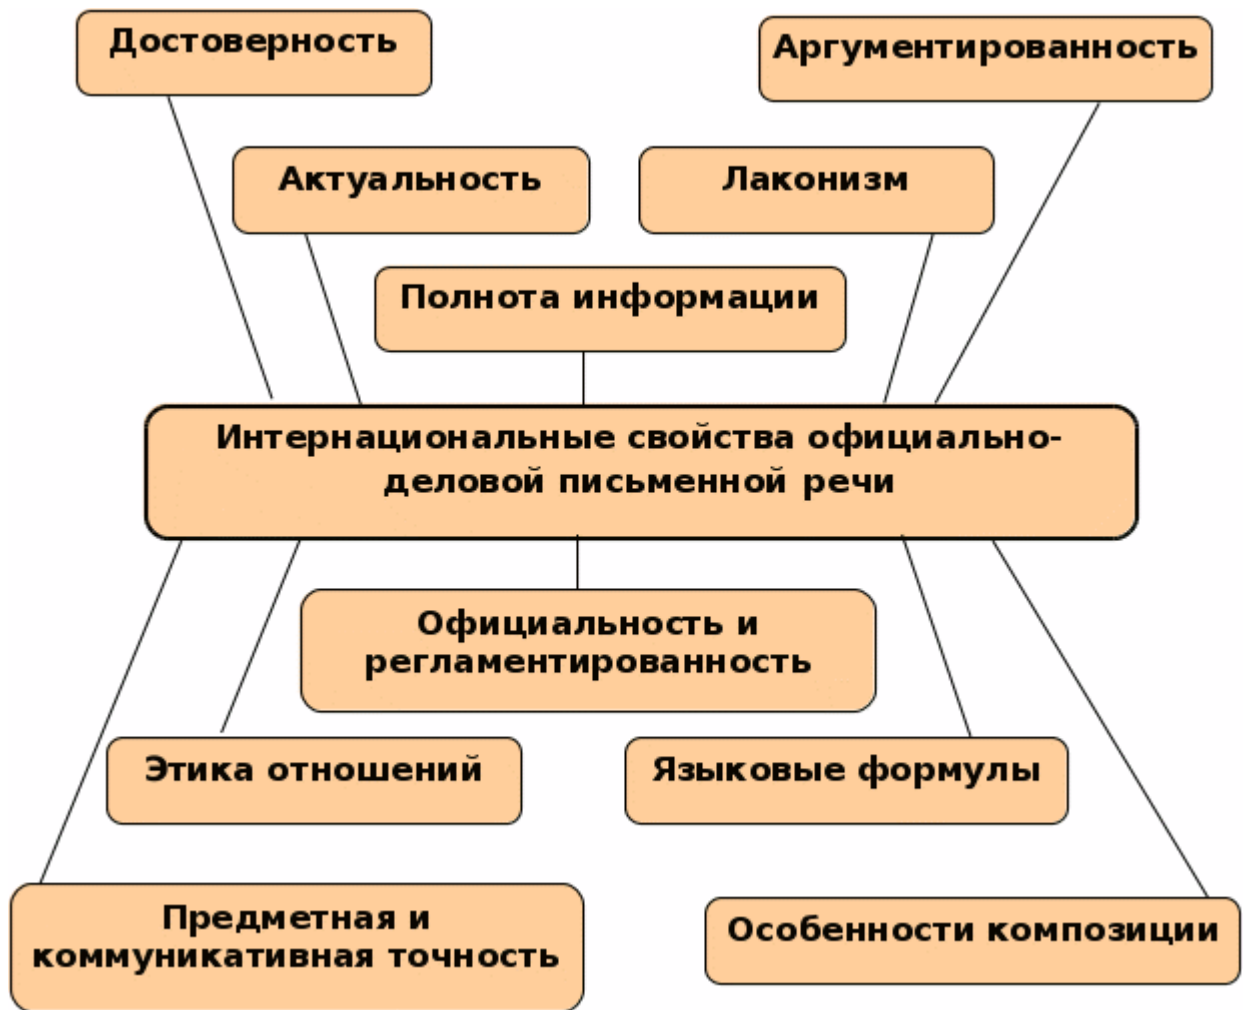 Достоверность
Аргументированность
Актуальность
Лаконизм
Полнота информации
Интернациональные свойства официально-
деловой письменной речи
Официальность и
регламентированность
Этика отношений
Языковые формулы
Предметная и
коммуникативная точность
Особенности композиции